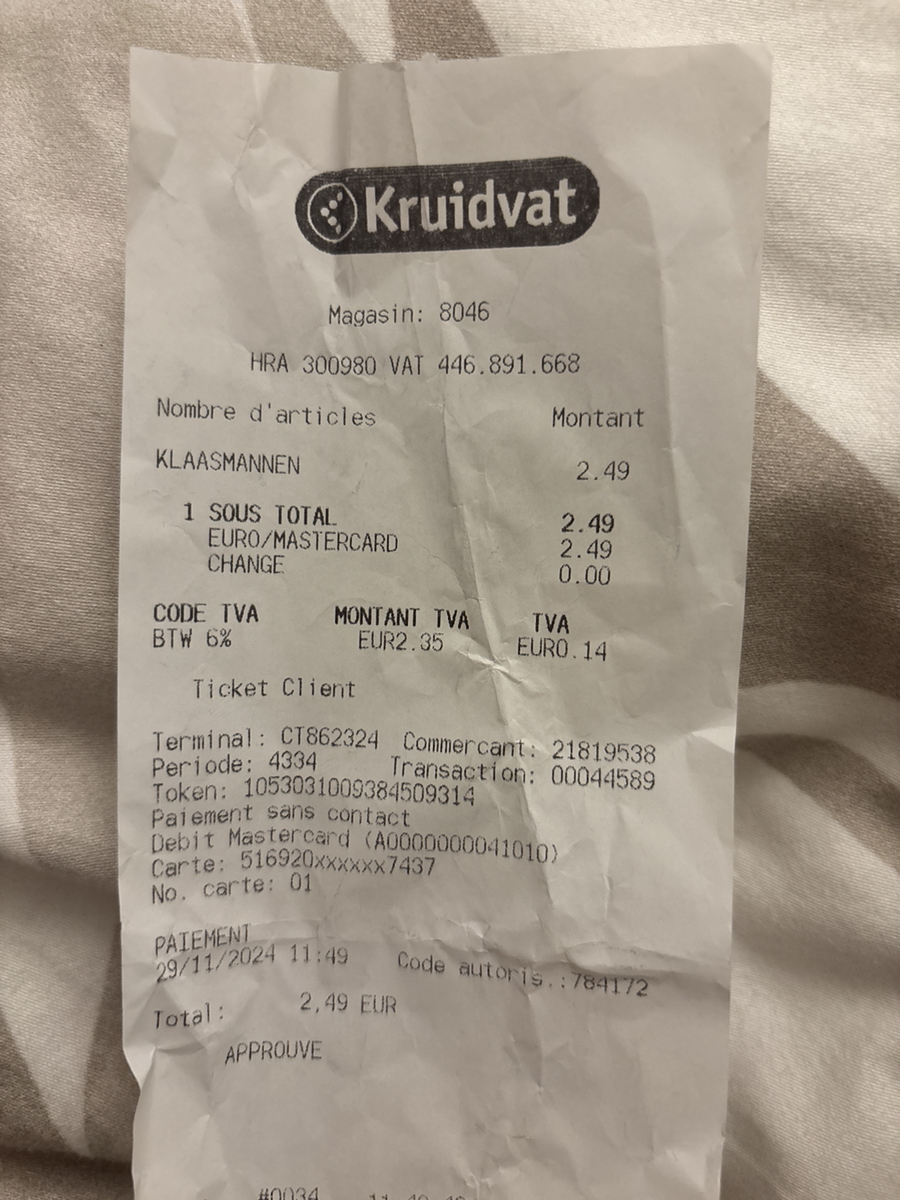 Kruidvat
Magasin: 8046
HRA 300980 VAT 446.891.668
Nombre d'articles Montant
KLAASMANNEN 2.49
1 SOUS TOTAL 2.49
EURO/MASTERCARD 2.49
CHANGE 0.00
CODE TVA MONTANT TVA TVA
BTW 6% EUR2.35 EUR0.14
Ticket Client
Terminal: CT862324 Commercant: 21819538
Periode: 4334 Transaction: 00044589
Token: 1053031009384509314
Paiement sans contact
Debit Mastercard (A0000000041010)
Carte: 516920xxxxxx7437
No. carte: 01
PAIEMENT
29/11/2024 11:49 Code autoris.:784172
Total: 2,49 EUR
APPROUVE
#0034